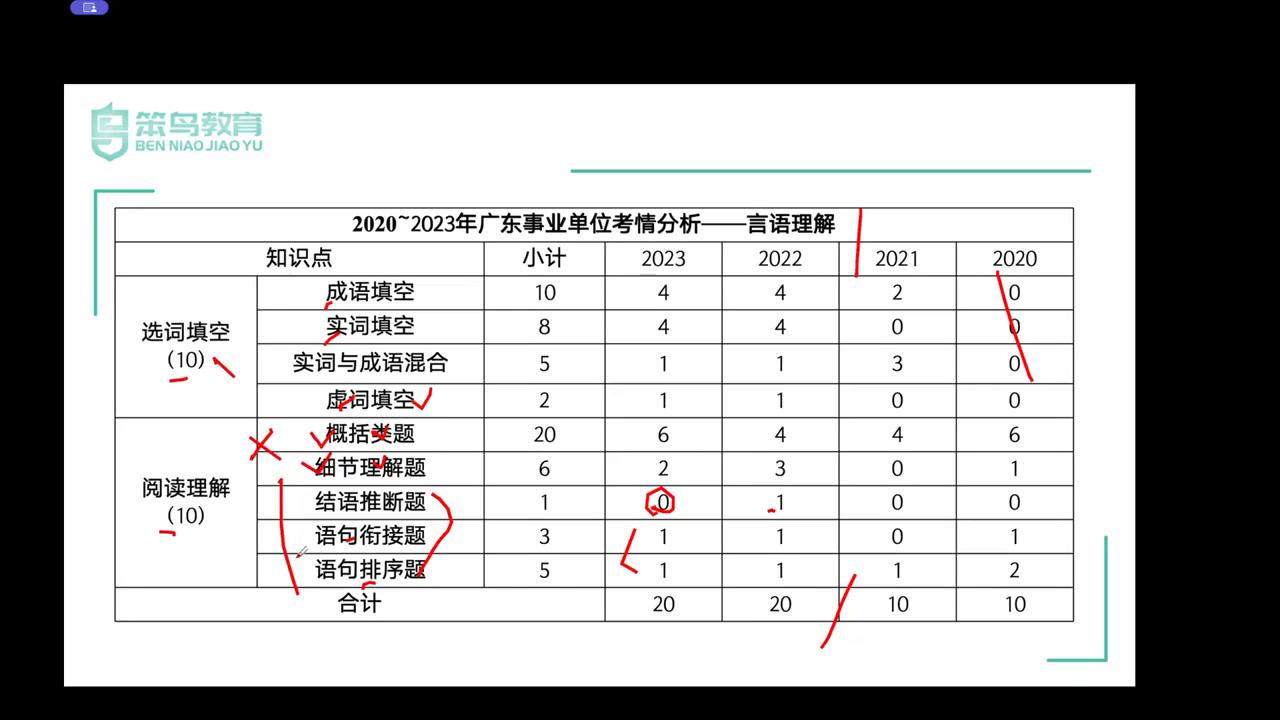 笨鸟教育
BEN NIAO JIAO YU
2020~2023年广东事业单位考情分析——言语理解
知识点 小计 2023 2022 2021 2020
选词填空（10） 成语填空 10 4 4 2 0
实词填空 8 4 4 0 0
实词与成语混合 5 1 1 3 0
虚词填空 2 1 1 0 0
阅读理解（10） 概括类题 20 6 4 4 6
细节理解题 6 2 3 0 1
结语推断题 1 0 1 0 0
语句衔接题 3 1 1 0 1
语句排序题 5 1 1 1 2
合计 20 20 10 10